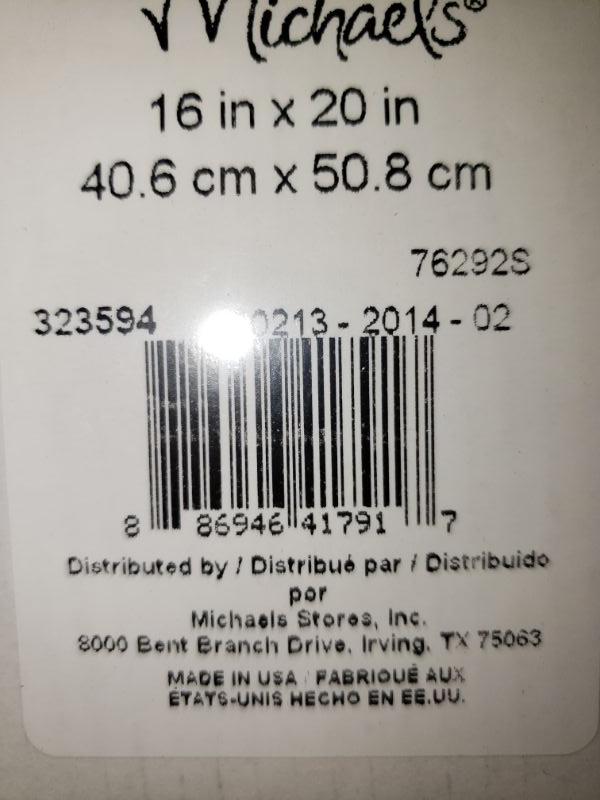 Michaels®
16 in x 20 in
40.6 cm x 50.8 cm
76292S
323594 0213 - 2014 - 02
8 86946 41791 7
Distributed by / Distribué par / Distribuido
por
Michaels Stores, Inc.
8000 Bent Branch Drive, Irving, TX 75063
MADE IN USA / FABRIQUÉ AUX
ÉTATS-UNIS HECHO EN EE.UU.